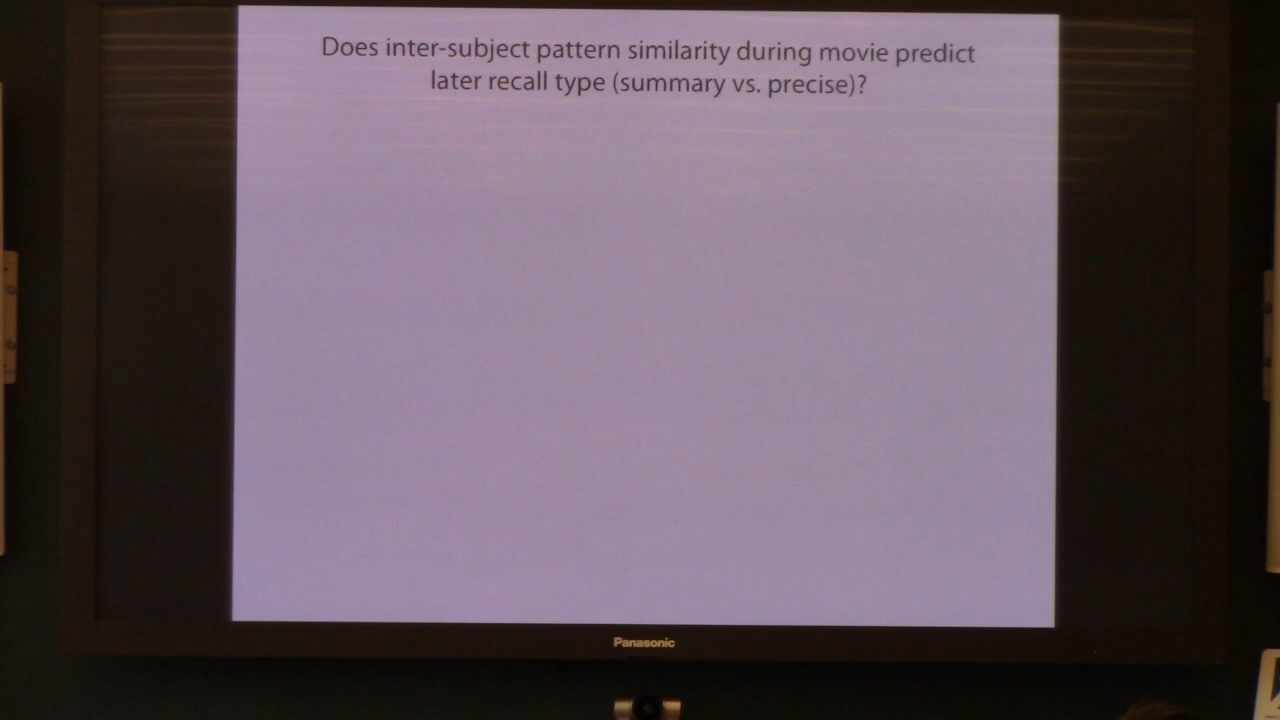 Does inter-subject pattern similarity during movie predict
later recall type (summary vs. precise)?
Panasonic